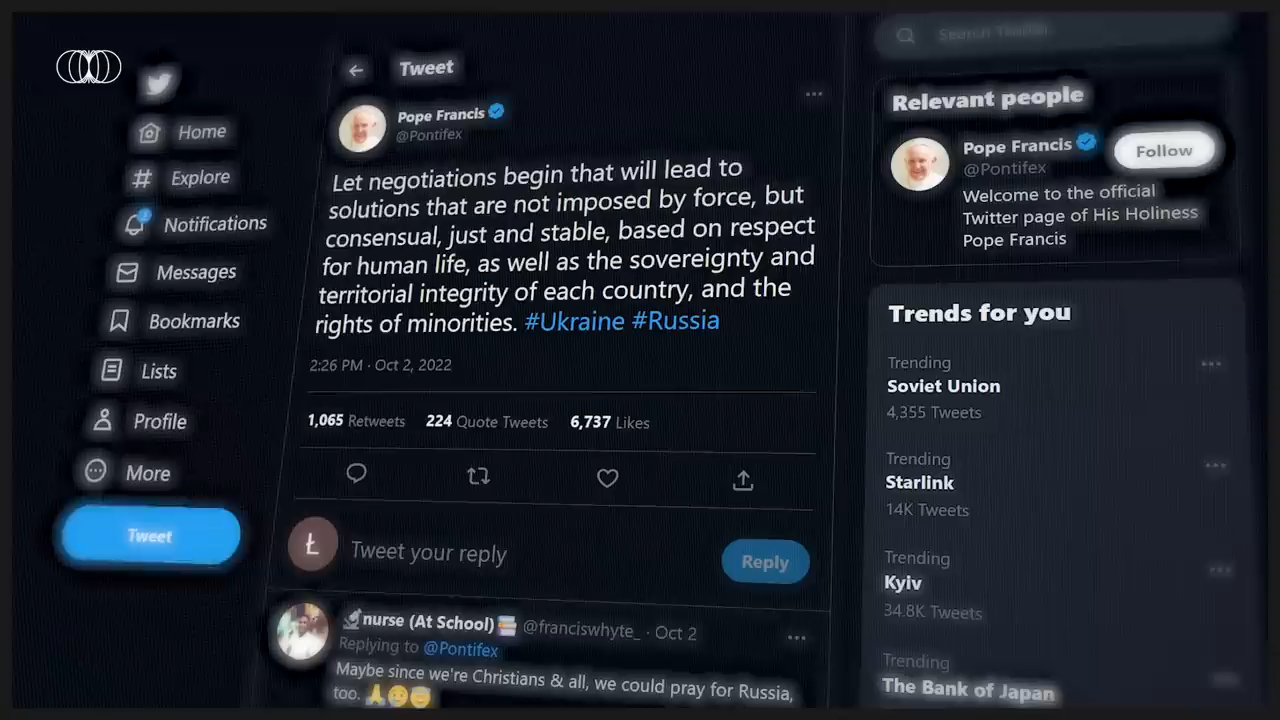 Home
Explore
Notifications
Messages
Bookmarks
Lists
Profile
More
Tweet
Tweet
Pope Francis
@Pontifex
Let negotiations begin that will lead to
solutions that are not imposed by force, but
consensual, just and stable, based on respect
for human life, as well as the sovereignty and
territorial integrity of each country, and the
rights of minorities. #Ukraine #Russia
2:26 PM · Oct 2, 2022
1,065 Retweets 224 Quote Tweets 6,737 Likes
Ł
Tweet your reply
Reply
nurse (At School) @franciswhyte_ · Oct 2
Replying to @Pontifex
Maybe since we're Christians & all, we could pray for Russia,
too. 🙏
Search Twitter
Relevant people
Pope Francis
@Pontifex
Follow
Welcome to the official
Twitter page of His Holiness
Pope Francis
Trends for you
Trending
Soviet Union
4,355 Tweets
Trending
Starlink
14K Tweets
Trending
Kyiv
34.8K Tweets
Trending
The Bank of Japan